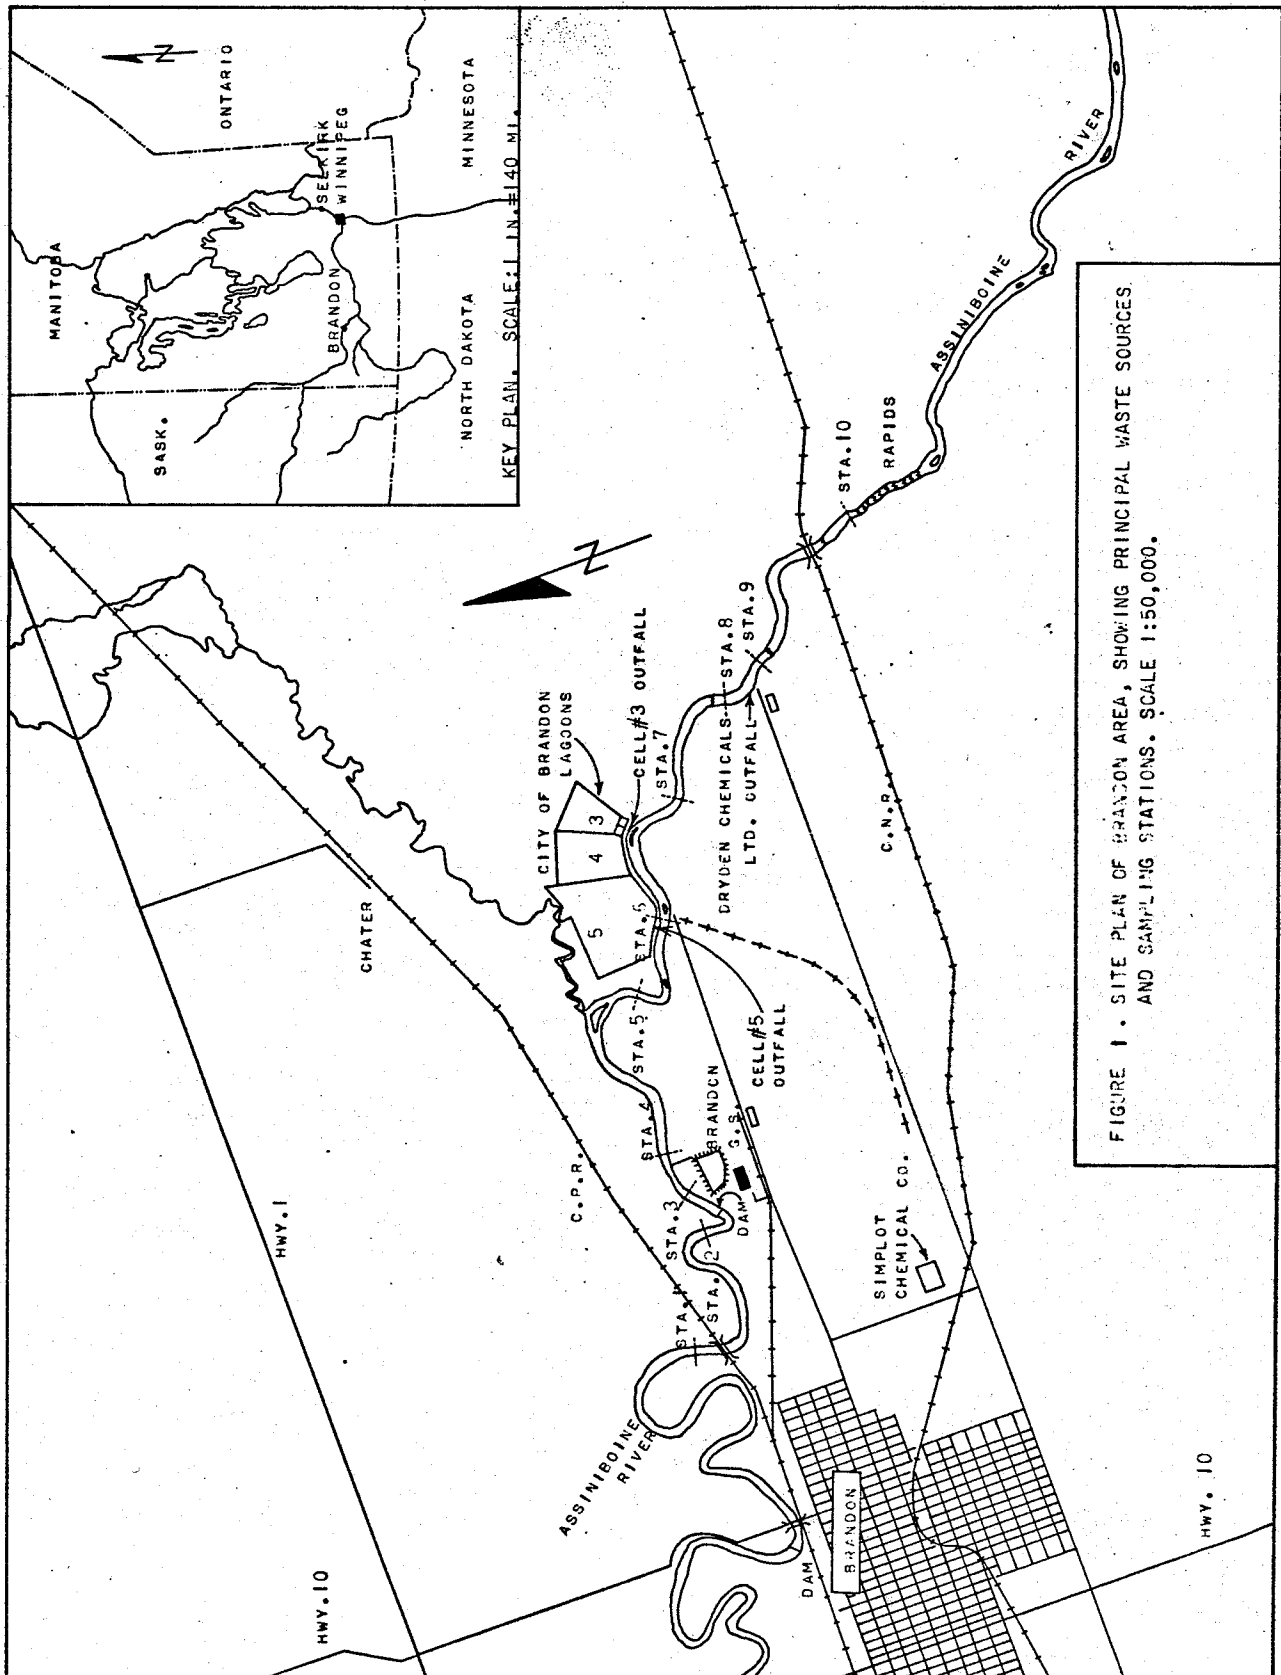 MANITOBA
ONTARIO
SASK.
SELKIRK
WINNIPEG
BRANDON
NORTH DAKOTA
MINNESOTA
N
KEY PLAN. SCALE:1 IN.=140 MI.
HWY.10
HWY.1
CHATER
C.P.R.
N
ASSINIBOINE
RIVER
CITY OF BRANDON
LAGOONS
3
4
5
CELL#3 OUTFALL
STA.1
STA.2
STA.3
STA.4
STA.5
STA.
STA.7
DAM
BRANDON
G.S.
CELL#5
OUTFALL
DRYDEN CHEMICALS
LTD. OUTFALL
STA.8
STA.9
STA.10
RAPIDS
ASSINIBOINE
RIVER
C.N.R.
SIMPLOT
CHEMICAL CO.
DAM
BRANDON
HWY. 10
FIGURE 1. SITE PLAN OF BRANDON AREA, SHOWING PRINCIPAL WASTE SOURCES
AND SAMPLING STATIONS. SCALE 1:50,000.